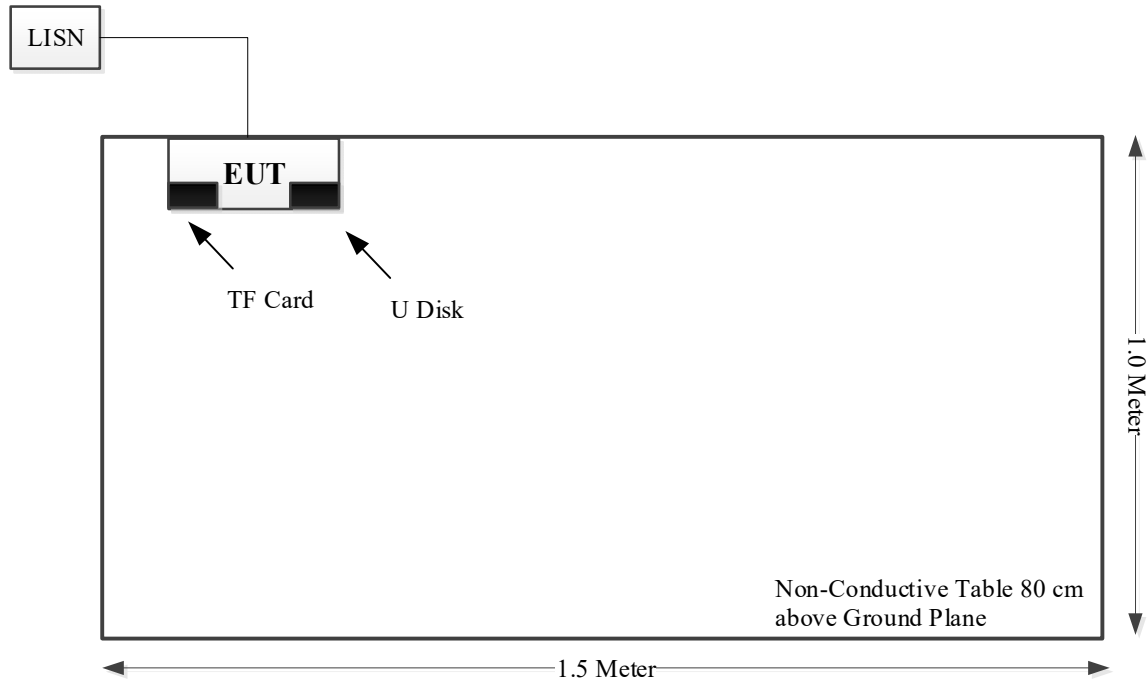 LISN
EUT
TF Card
U Disk
1.0 Meter
Non-Conductive Table 80 cm
above Ground Plane
1.5 Meter